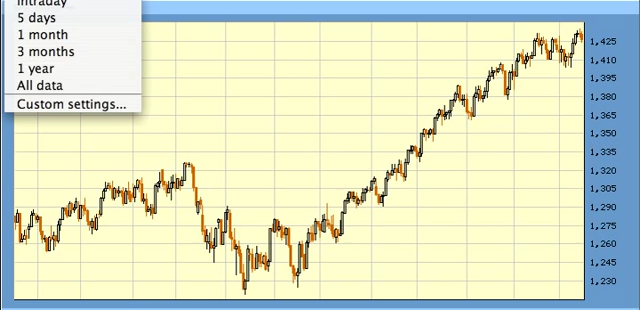 Intraday
5 days
1 month
3 months
1 year
All data
Custom settings...
1,425
1,410
1,395
1,380
1,365
1,350
1,335
1,320
1,305
1,290
1,275
1,260
1,245
1,230